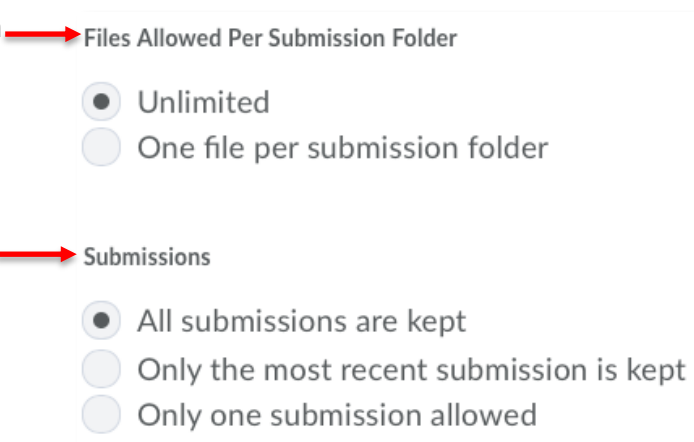 Files Allowed Per Submission Folder
Unlimited
One file per submission folder
Submissions
All submissions are kept
Only the most recent submission is kept
Only one submission allowed